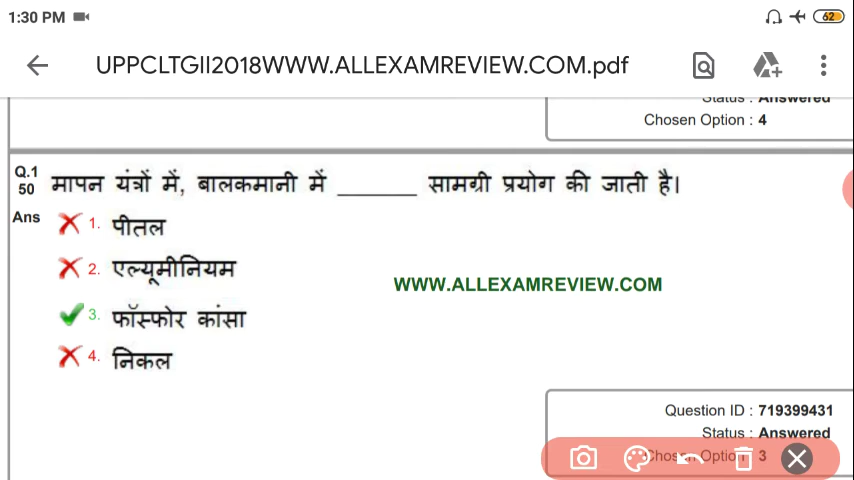 1:30 PM 62
UPPCLTGII2018WWW.ALLEXAMREVIEW.COM.pdf
Status : Answered
Chosen Option : 4
Q.1 50 मापन यंत्रों में, बालकमानी में ______ सामग्री प्रयोग की जाती है।
Ans 1. पीतल
2. एल्यूमीनियम
WWW.ALLEXAMREVIEW.COM
3. फॉस्फोर कांसा
4. निकल
Question ID : 719399431
Status : Answered
Chosen Option : 3